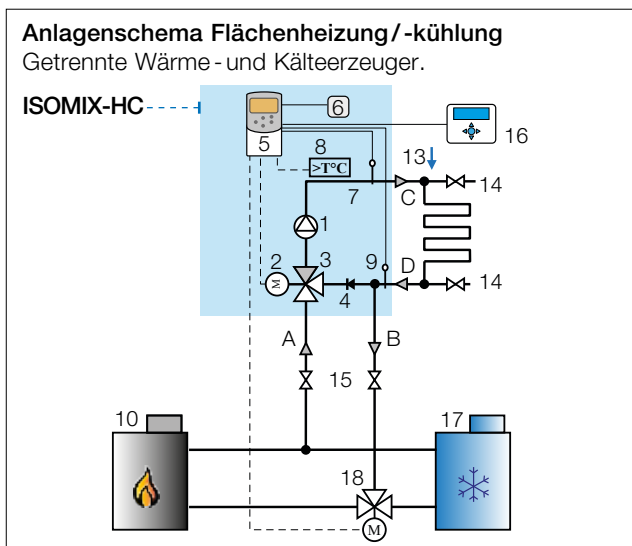 Anlagenschema Flächenheizung/-kühlung
Getrennte Wärme-und Kälteerzeuger.
ISOMIX-HC
6
5
16
8
>T°C
13
7
C
14
1
2
3
9
M
D
14
4
A
B
15
10
17
18
M